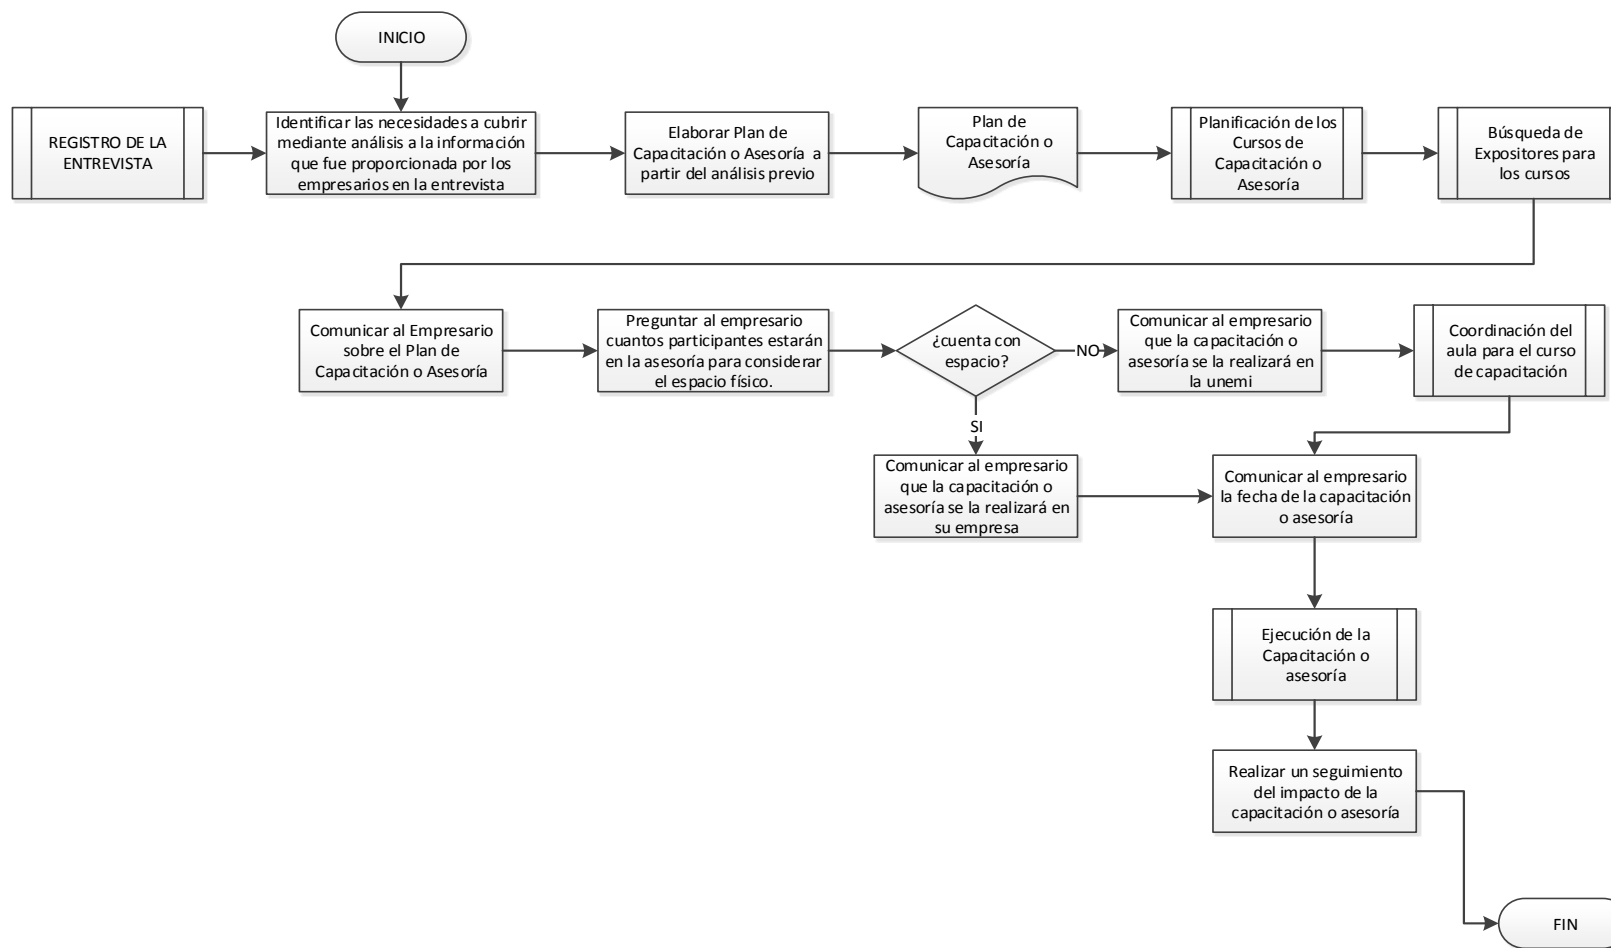 INICIO
REGISTRO DE LA
ENTREVISTA
Identificar las necesidades a cubrir
mediante análisis a la información
que fue proporcionada por los
empresarios en la entrevista
Elaborar Plan de
Capacitación o Asesoría a
partir del análisis previo
Plan de
Capacitación o
Asesoría
Planificación de los
Cursos de
Capacitación o
Asesoría
Búsqueda de
Expositores para
los cursos
Comunicar al Empresario
sobre el Plan de
Capacitación o Asesoría
Preguntar al empresario
cuantos participantes estarán
en la asesoría para considerar
el espacio físico.
¿cuenta con
espacio?
NO
Comunicar al empresario
que la capacitación o
asesoría se la realizará en
la unemi
Coordinación del
aula para el curso
de capacitación
SI
Comunicar al empresario
que la capacitación o
asesoría se la realizará en
su empresa
Comunicar al empresario
la fecha de la capacitación
o asesoría
Ejecución de la
Capacitación o
asesoría
Realizar un seguimiento
del impacto de la
capacitación o asesoría
FIN